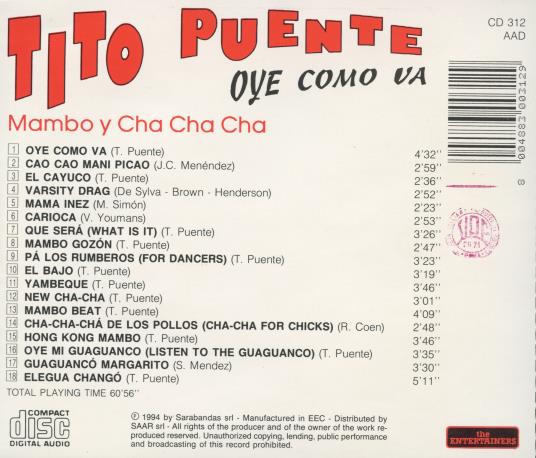 TITO PUENTE
OYE COMO VA
CD 312
AAD
Mambo y Cha Cha Cha
1 OYE COMO VA (T. Puente) 4'32"
2 CAO CAO MANI PICAO (J.C. Menéndez) 2'59"
3 EL CAYUCO (T. Puente) 2'36"
4 VARSITY DRAG (De Sylva - Brown - Henderson) 2'52"
5 MAMA INEZ (M. Simón) 2'23"
6 CARIOCA (V. Youmans) 2'53"
7 QUE SERÁ (WHAT IS IT) (T. Puente) 3'26"
8 MAMBO GOZÓN (T. Puente) 2'47"
9 PÁ LOS RUMBEROS (FOR DANCERS) (T. Puente) 3'23"
10 EL BAJO (T. Puente) 3'19"
11 YAMBEQUE (T. Puente) 3'46"
12 NEW CHA-CHA (T. Puente) 3'01"
13 MAMBO BEAT (T. Puente) 4'09"
14 CHA-CHA-CHÁ DE LOS POLLOS (CHA-CHA FOR CHICKS) (R. Coen) 2'48"
15 HONG KONG MAMBO (T. Puente) 3'46"
16 OYE MI GUAGUANCO (LISTEN TO THE GUAGUANCO) (T. Puente) 3'35"
17 GUAGUANCÓ MARGARITO (S. Mendez) 3'30"
18 ELEGUA CHANGÓ (T. Puente) 5'11"
TOTAL PLAYING TIME 60'56"
8 004883 003129
COMPACT
disc
DIGITAL AUDIO
℗ 1994 by Sarabandas srl - Manufactured in EEC - Distributed by
SAAR srl - All rights of the producer and of the owner of the work re-
produced reserved. Unauthorized copying, lending, public performance
and broadcasting of this record prohibited.
the
ENTERTAINERS